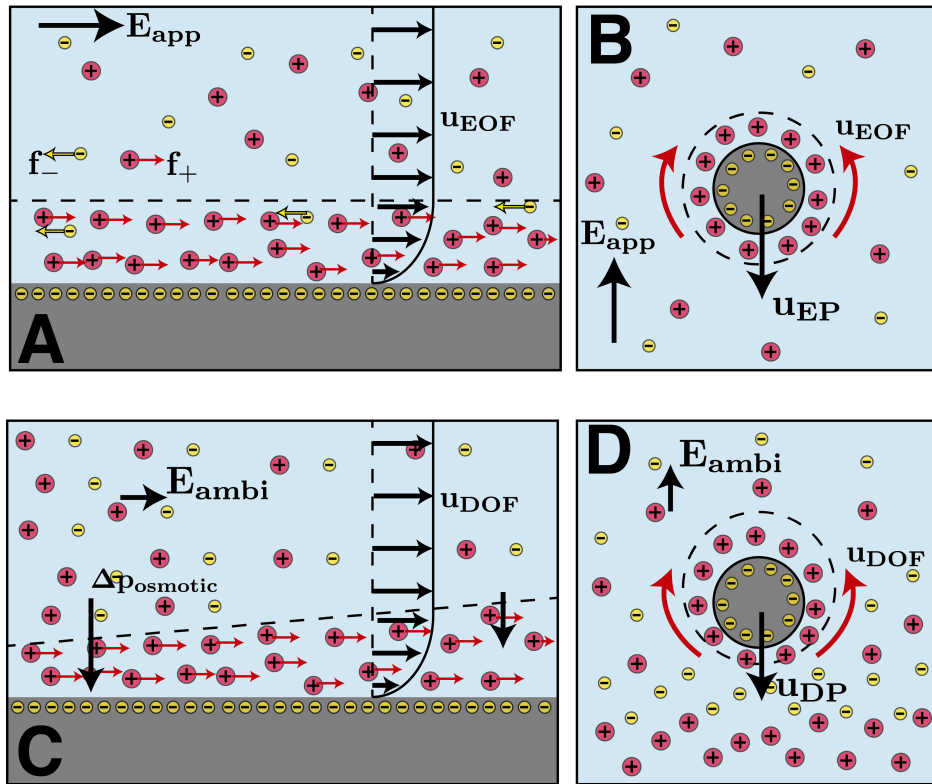 A
E_app
u_EOF
f_-
f_+
B
u_EOF
E_app
u_EP
C
E_ambi
u_DOF
Δp_osmotic
D
E_ambi
u_DOF
u_DP